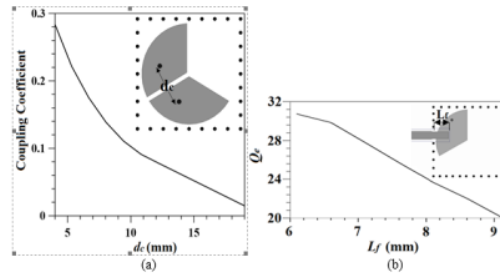 (a)
Coupling Coefficient
0.3
0.2
0.1
0
dc
5 10 15
dc (mm)
(a)
Qe
32
28
24
20
Lf
6 7 8 9
Lf (mm)
(b)